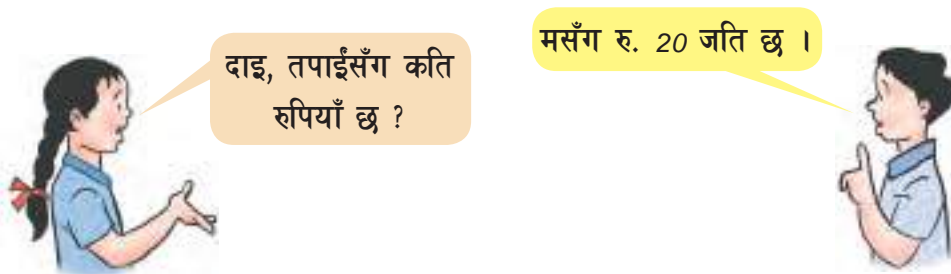 दाइ, तपाईंसँग कति
रुपियाँ छ ?
मसँग रु. 20 जति छ ।